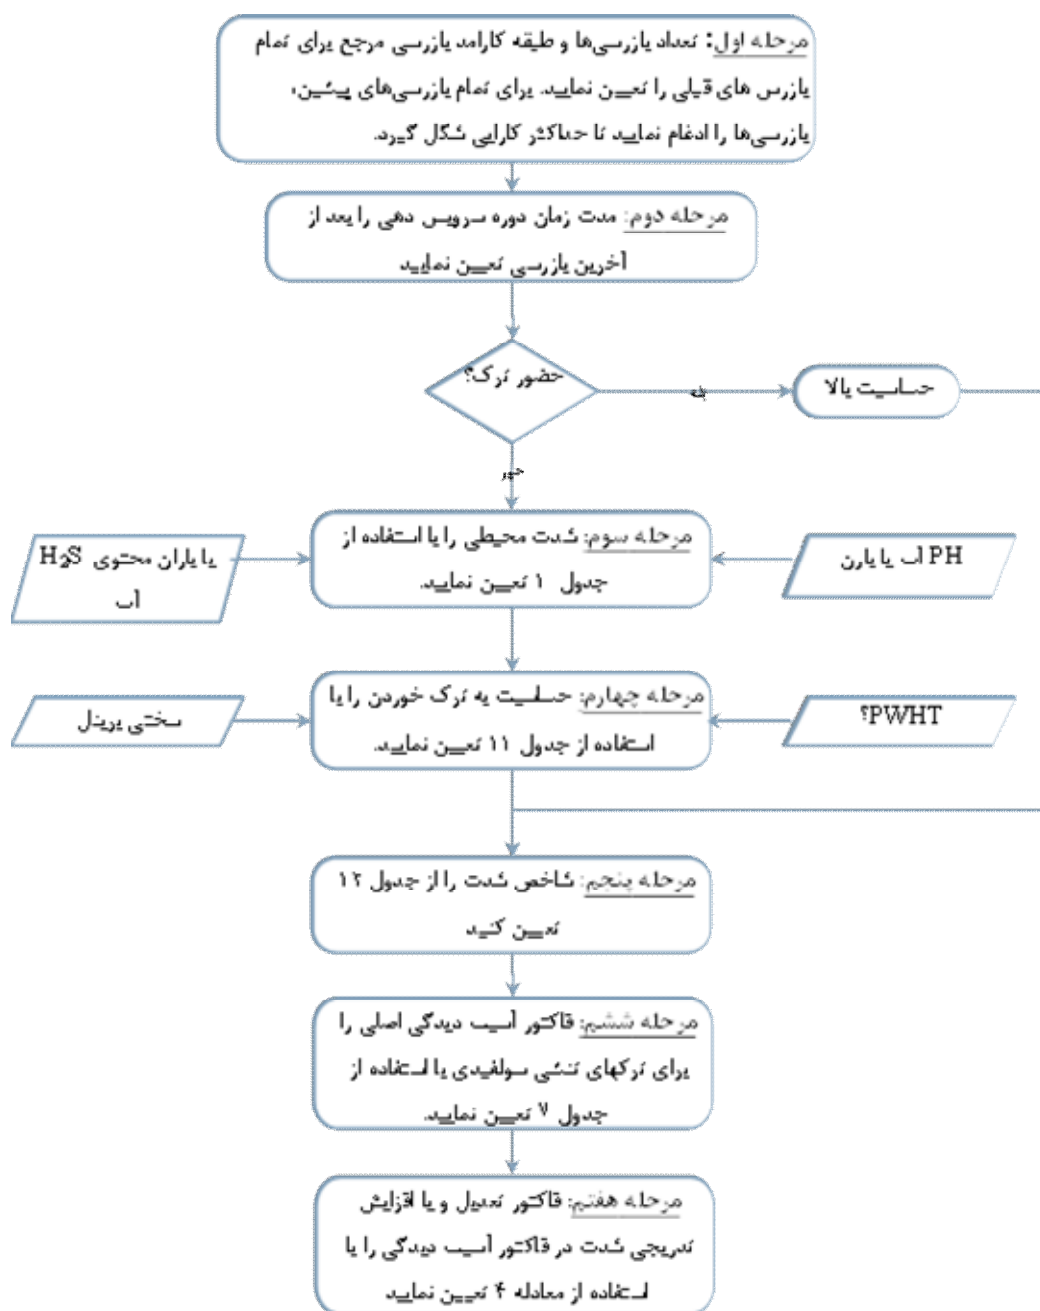 مرحله اول: تعداد بازرسی‌ها و طبقه کارامد بازرسی مرجع برای تمام
بازرس های قبلی را تعیین نمایید. برای تمام بازرسی‌های پیشین،
بازرسی‌ها را ادغام نمایید تا حداکثر کارایی شکل گیرد.
مرحله دوم: مدت زمان دوره سرویس دهی را بعد از
آخرین بازرسی تعیین نمایید
حضور ترک؟
بله
حساسیت بالا
مرحله سوم: شدت محیطی را با استفاده از
جدول ۱ تعیین نمایید.
PH آب یا یارن
یا یاران محتوی H₂S
آب
مرحله چهارم: حساسیت به ترک خوردن را با
استفاده از جدول ۱۱ تعیین نمایید.
PWHT؟
سختی برینل
مرحله پنجم: شاخص شدت را از جدول ۱۲
تعیین کنید
مرحله ششم: فاکتور آسیب دیدگی اصلی را
برای ترکهای تنشی سولفیدی با استفاده از
جدول ۷ تعیین نمایید.
مرحله هفتم: فاکتور تعدیل و یا افزایش
تدریجی شدت در فاکتور آسیب دیدگی را با
استفاده از معادله ۴ تعیین نمایید